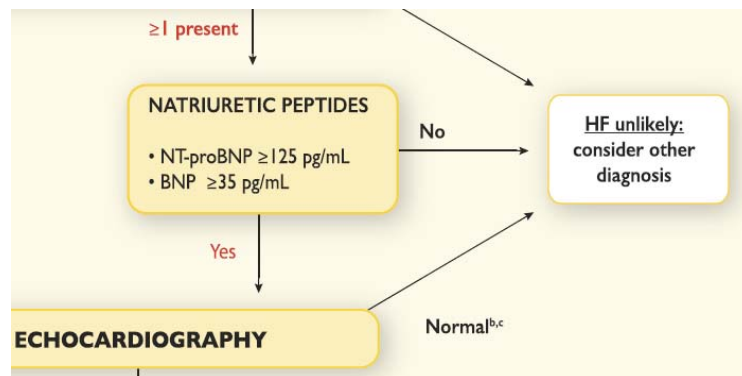 ≥1 present
NATRIURETIC PEPTIDES
• NT-proBNP ≥125 pg/mL
• BNP ≥35 pg/mL
No
HF unlikely:
consider other
diagnosis
Yes
ECHOCARDIOGRAPHY
Normalb,c